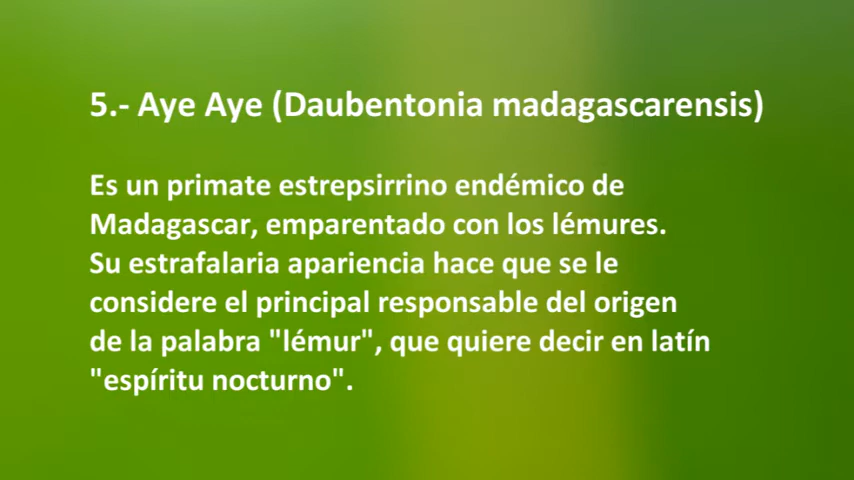 5.- Aye Aye (Daubentonia madagascarensis)
Es un primate estrepsirrino endémico de
Madagascar, emparentado con los lémures.
Su estrafalaria apariencia hace que se le
considere el principal responsable del origen
de la palabra "lémur", que quiere decir en latín
"espíritu nocturno".